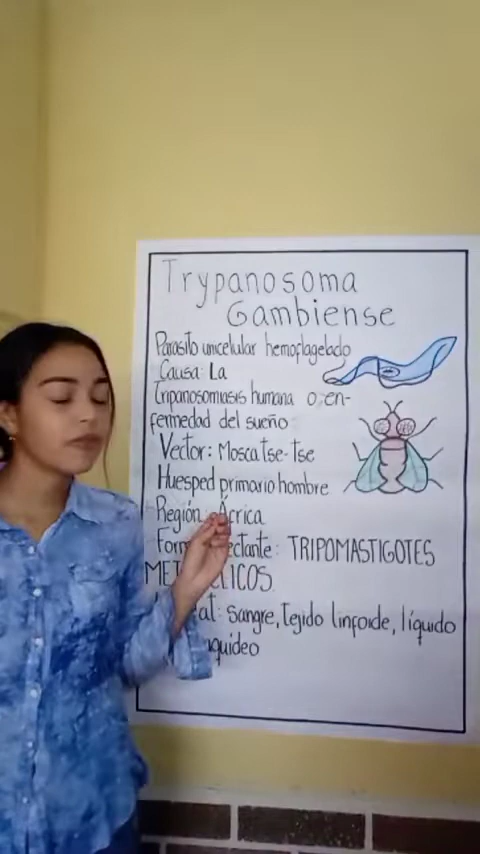 Trypanosoma
Gambiense
Parasito unicelular hemoflagelado
Causa: La
Tripanosomiasis humana o en-
fermedad del sueño
Vector: Mosca tse-tse
Huesped primario hombre
Región: África
ectante: TRIPOMASTIGOTES
sangre, Tejido linfoide, líquido